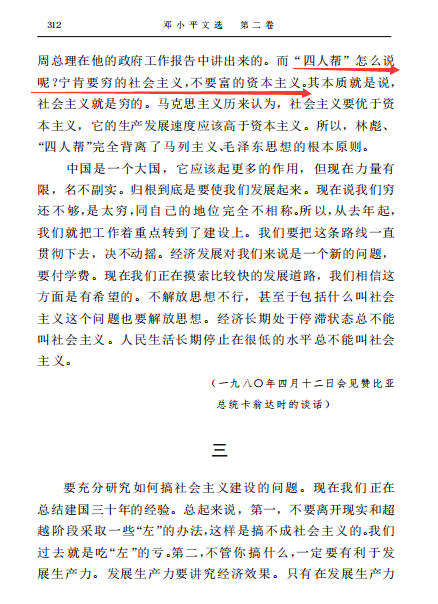 312 邓小平文选 第二卷
周总理在他的政府工作报告中讲出来的。而“四人帮”怎么说
呢?宁肯要穷的社会主义,不要富的资本主义。其本质就是说,
社会主义就是穷的。马克思主义历来认为,社会主义要优于资
本主义,它的生产发展速度应该高于资本主义。所以,林彪、
“四人帮”完全背离了马列主义、毛泽东思想的根本原则。
中国是一个大国,它应该起更多的作用,但现在力量有
限,名不副实。归根到底是要使我们发展起来。现在说我们穷
还不够,是太穷,同自己的地位完全不相称。所以,从去年起,
我们就把工作着重点转到了建设上。我们要把这条路线一直
贯彻下去,决不动摇。经济发展对我们来说是一个新的问题,
要付学费。现在我们正在摸索比较快的发展道路,我们相信这
方面是有希望的。不解放思想不行,甚至于包括什么叫社会
主义这个问题也要解放思想。经济长期处于停滞状态总不能
叫社会主义。人民生活长期停止在很低的水平总不能叫社会
主义。
(一九八〇年四月十二日会见赞比亚
总统卡翁达时的谈话)
三
要充分研究如何搞社会主义建设的问题。现在我们正在
总结建国三十年的经验。总起来说,第一,不要离开现实和超
越阶段采取一些“左”的办法,这样是搞不成社会主义的。我们
过去就是吃“左”的亏。第二,不管你搞什么,一定要有利于发
展生产力。发展生产力要讲究经济效果。只有在发展生产力